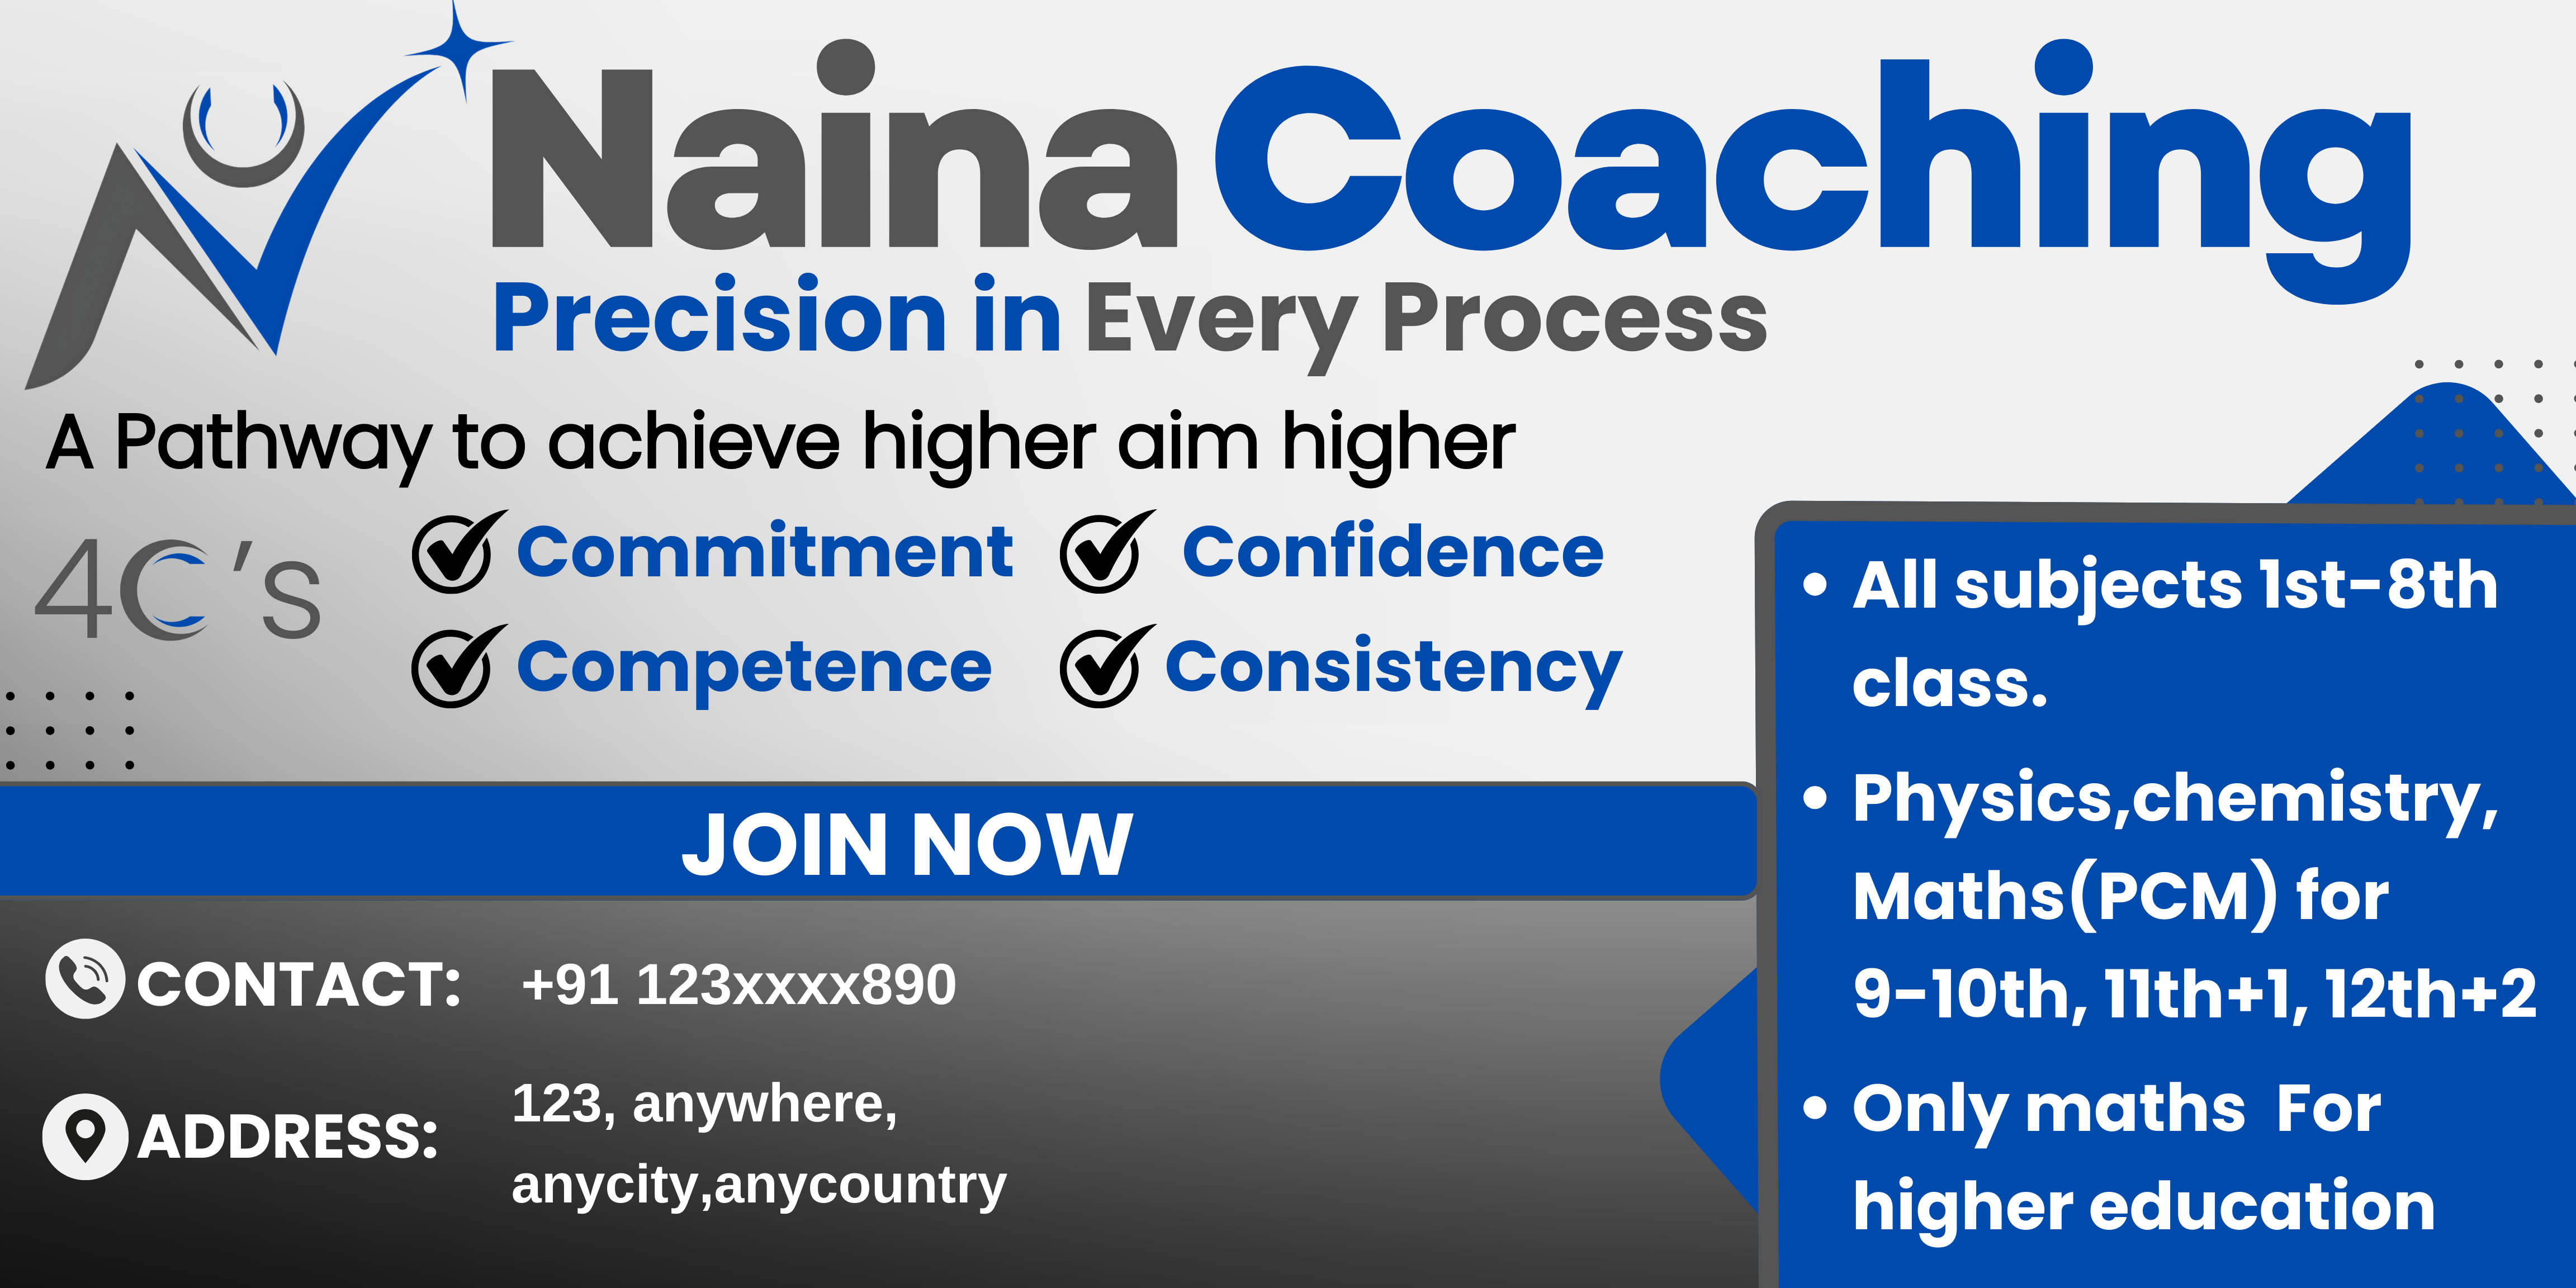 Naina Coaching
Precision in Every Process
A Pathway to achieve higher aim higher
4C's
Commitment
Confidence
Competence
Consistency
JOIN NOW
CONTACT: +91 123xxxx890
ADDRESS: 123, anywhere,
anycity,anycountry
• All subjects 1st-8th
class.
• Physics,chemistry,
Maths(PCM) for
9-10th, 11th+1, 12th+2
• Only maths  For
higher education